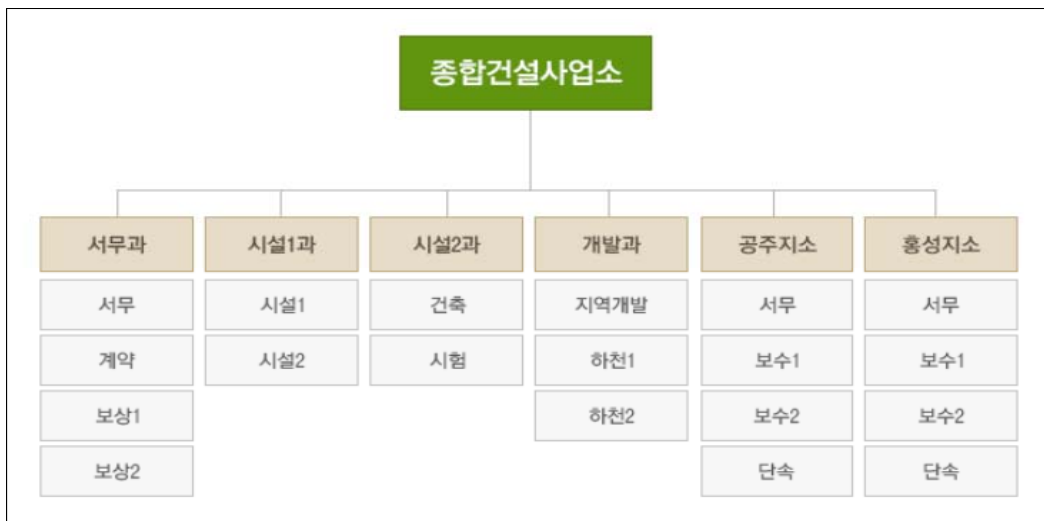 종합건설사업소
서무과
시설1과
시설2과
개발과
공주지소
홍성지소
서무
시설1
건축
지역개발
서무
서무
계약
시설2
시험
하천1
보수1
보수1
보상1
하천2
보수2
보수2
보상2
단속
단속